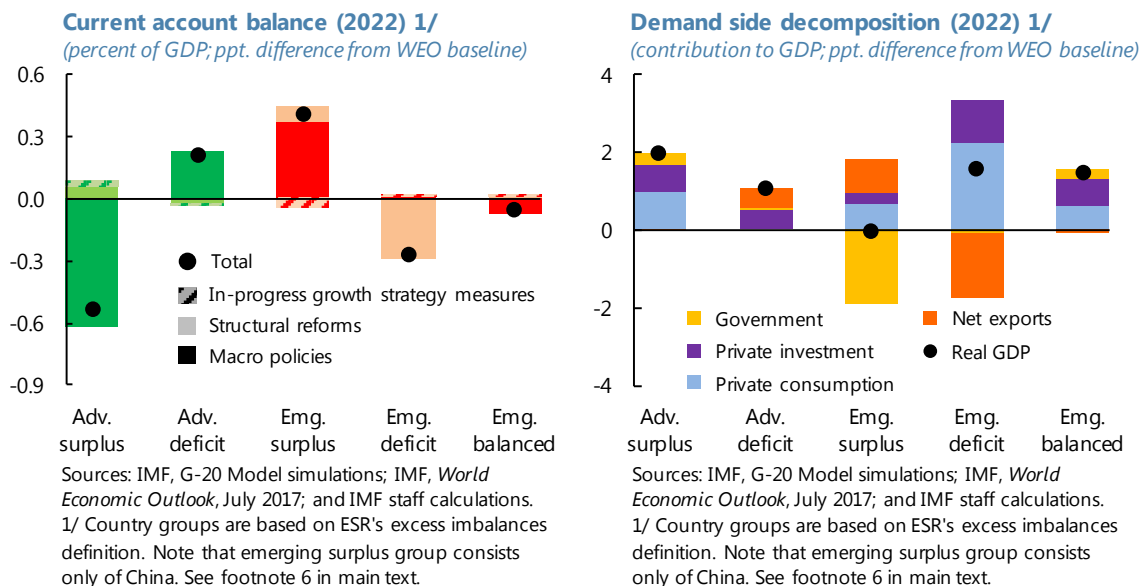 Current account balance (2022) 1/
(percent of GDP; ppt. difference from WEO baseline)
0.6
0.3
0.0
-0.3
-0.6
-0.9
Total
In-progress growth strategy measures
Structural reforms
Macro policies
Adv. surplus
Adv. deficit
Emg. surplus
Emg. deficit
Emg. balanced
Sources: IMF, G-20 Model simulations; IMF, World
Economic Outlook, July 2017; and IMF staff calculations.
1/ Country groups are based on ESR's excess imbalances
definition. Note that emerging surplus group consists
only of China. See footnote 6 in main text.
Demand side decomposition (2022) 1/
(contribution to GDP; ppt. difference from WEO baseline)
4
2
0
-2
-4
Government
Net exports
Private investment
Real GDP
Private consumption
Adv. surplus
Adv. deficit
Emg. surplus
Emg. deficit
Emg. balanced
Sources: IMF, G-20 Model simulations; IMF, World
Economic Outlook, July 2017; and IMF staff calculations.
1/ Country groups are based on ESR's excess imbalances
definition. Note that emerging surplus group consists
only of China. See footnote 6 in main text.